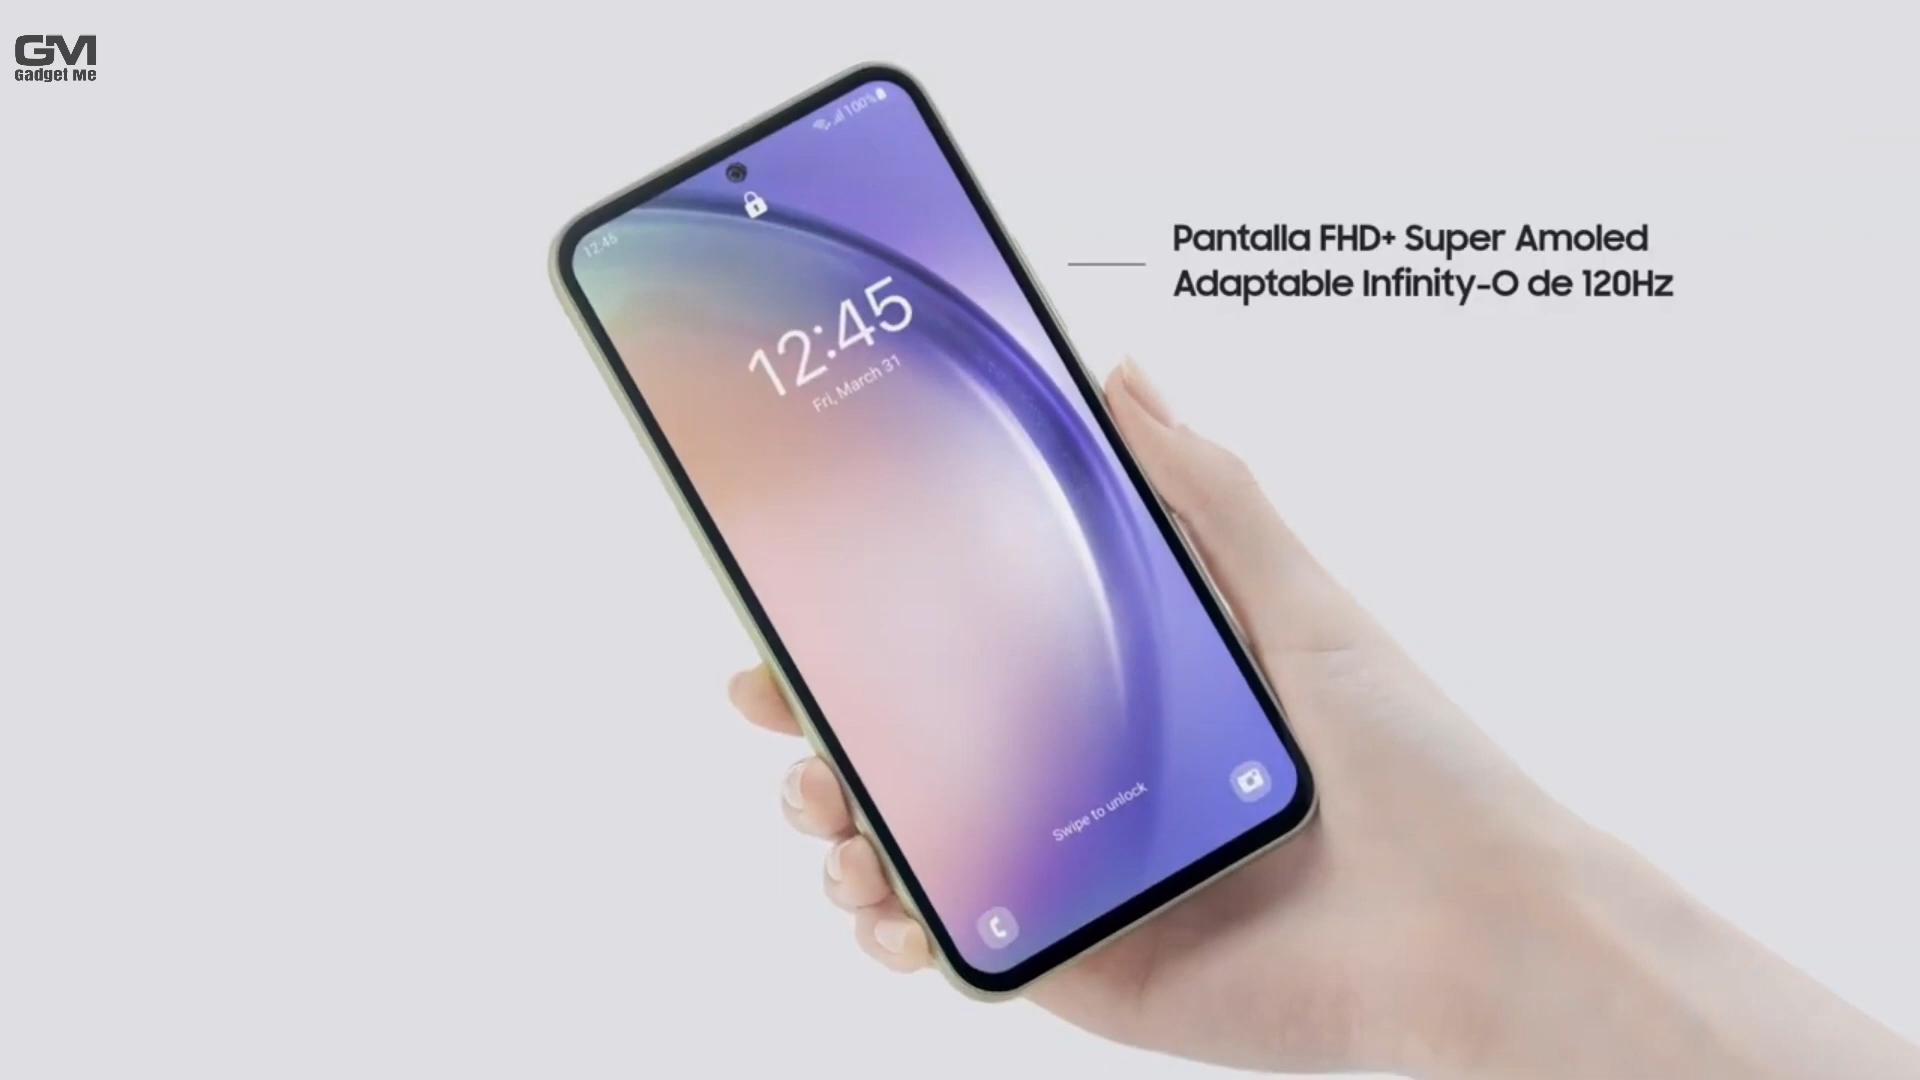 GM
Gadget Me
100%
12:45
12:45
Fri, March 31
Swipe to unlock
Pantalla FHD+ Super Amoled
Adaptable Infinity-O de 120Hz